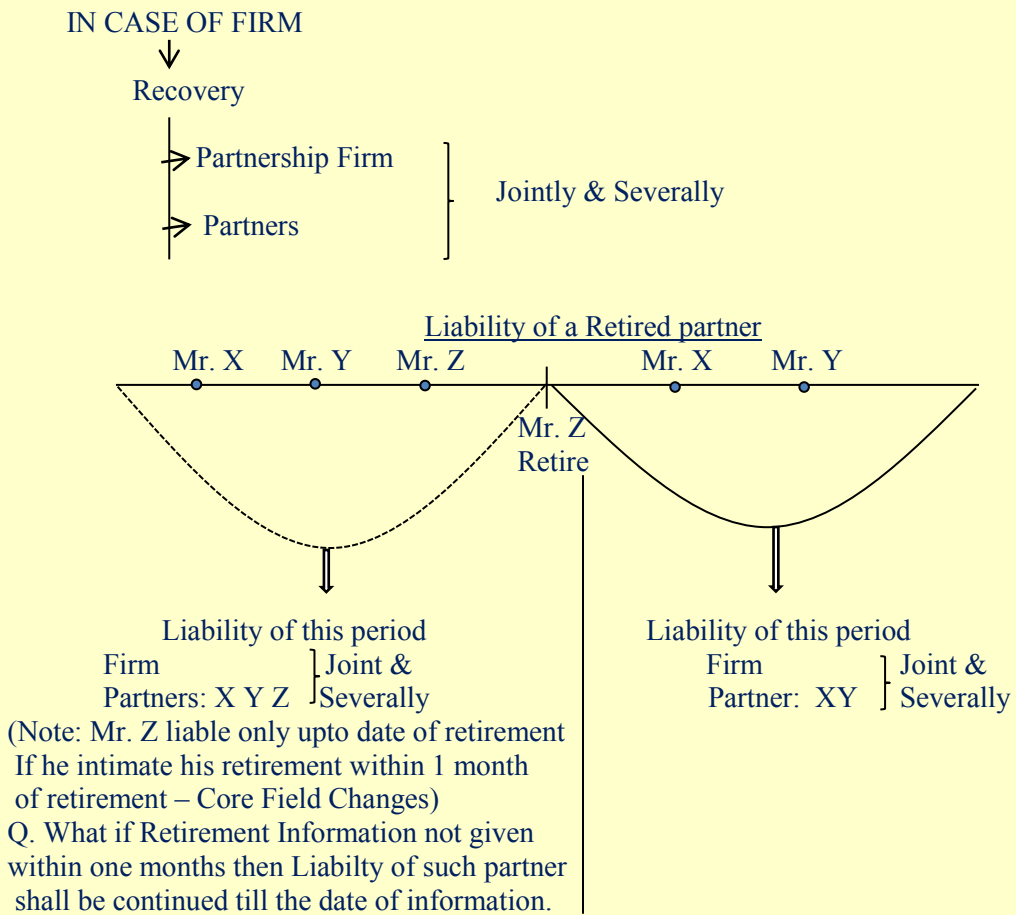 IN CASE OF FIRM
Recovery
Partnership Firm
Partners
Jointly & Severally
Liability of a Retired partner
Mr. X Mr. Y Mr. Z Mr. X Mr. Y
Mr. Z
Retire
Liability of this period
Firm
Partners: X Y Z
Joint &
Severally
(Note: Mr. Z liable only upto date of retirement
If he intimate his retirement within 1 month
of retirement – Core Field Changes)
Q. What if Retirement Information not given
within one months then Liabilty of such partner
shall be continued till the date of information.
Liability of this period
Firm
Partner: XY
Joint &
Severally